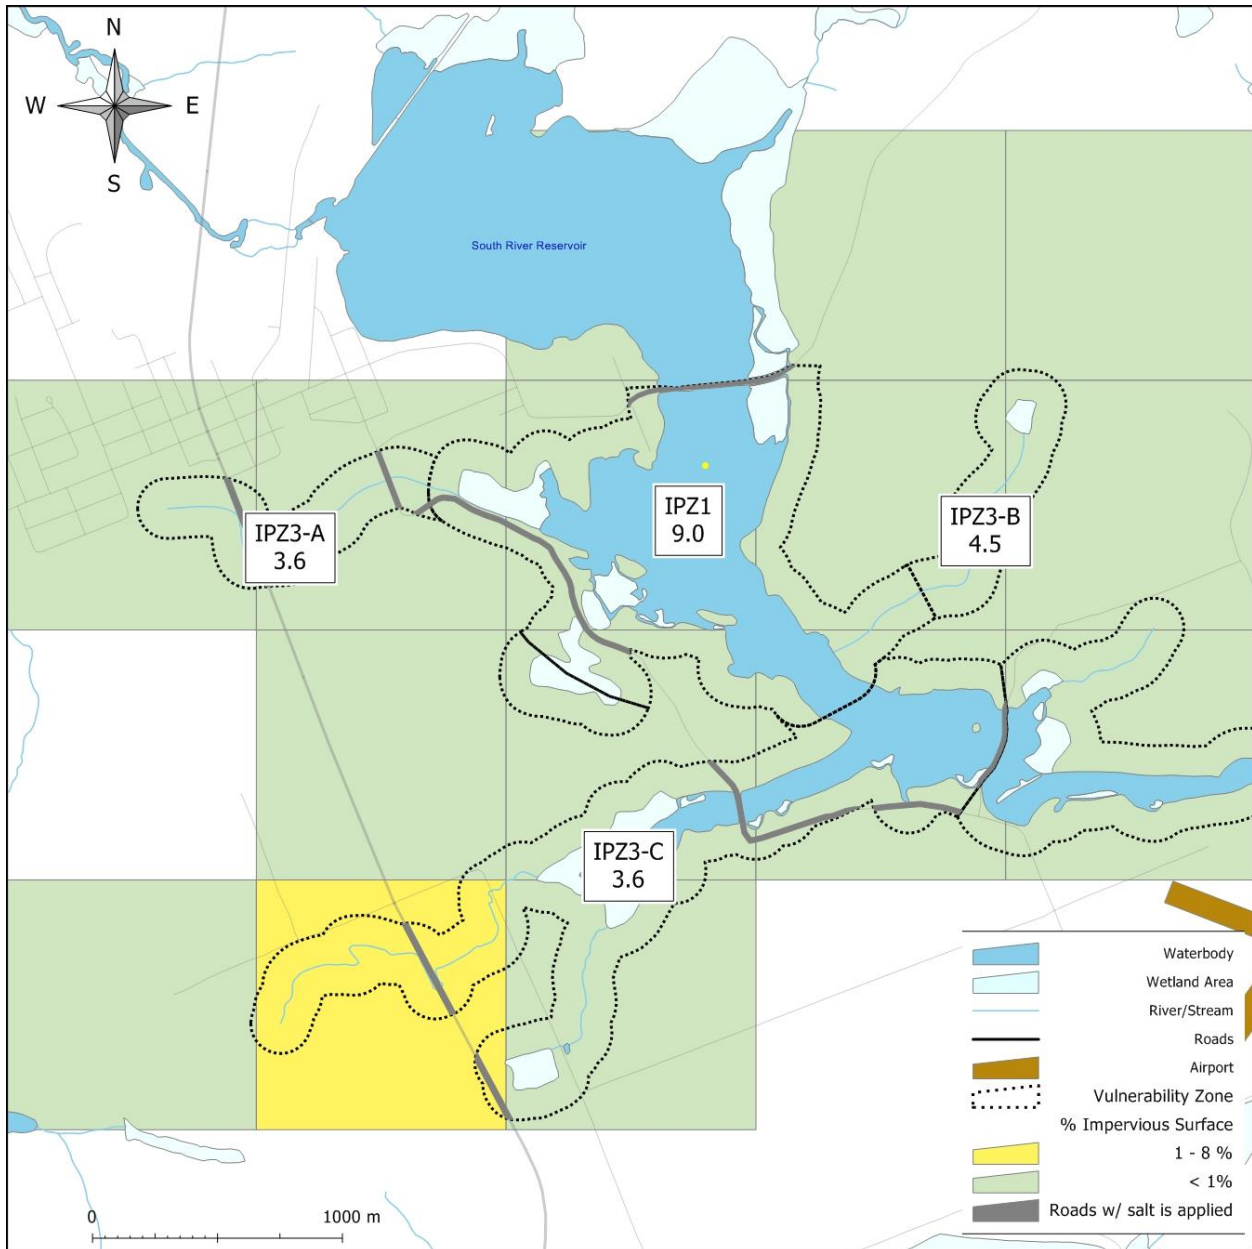 N
W E
S
South River Reservoir
IPZ1
9.0
IPZ3-B
4.5
IPZ3-A
3.6
IPZ3-C
3.6
Waterbody
Wetland Area
River/Stream
Roads
Airport
Vulnerability Zone
% Impervious Surface
1 - 8 %
< 1%
Roads w/ salt is applied
0 1000 m